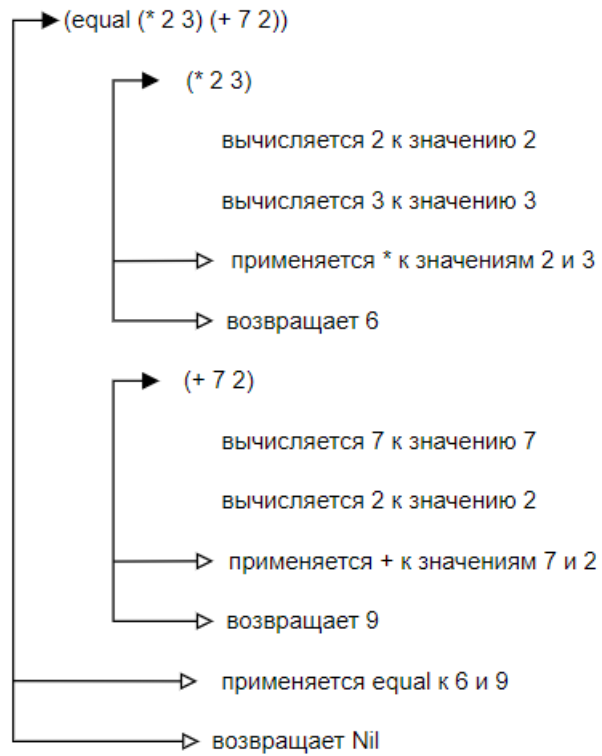 (equal (* 2 3) (+ 7 2))
(* 2 3)
вычисляется 2 к значению 2
вычисляется 3 к значению 3
применяется * к значениям 2 и 3
возвращает 6
(+ 7 2)
вычисляется 7 к значению 7
вычисляется 2 к значению 2
применяется + к значениям 7 и 2
возвращает 9
применяется equal к 6 и 9
возвращает Nil